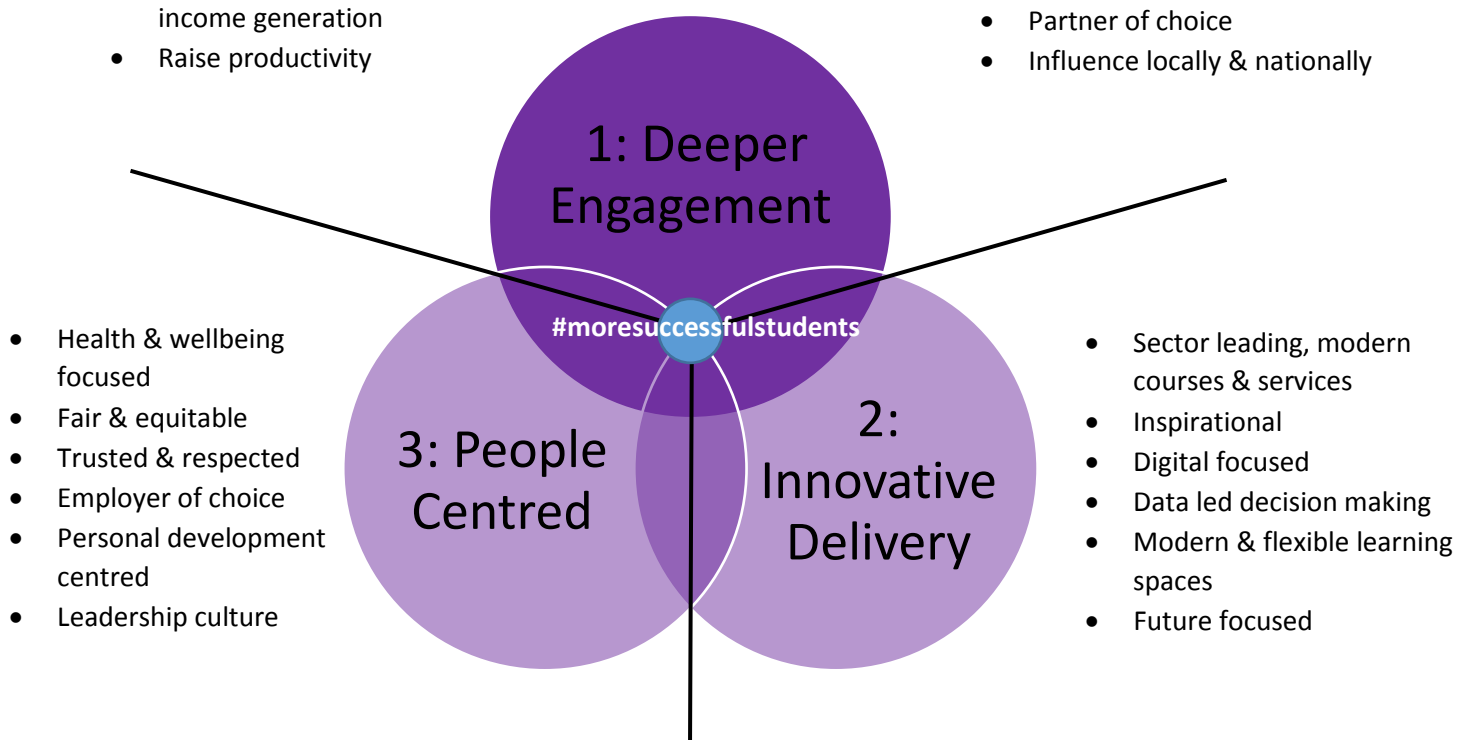 income generation
• Raise productivity
• Partner of choice
• Influence locally & nationally
1: Deeper
Engagement
#moresuccessfulstudents
• Health & wellbeing
focused
• Fair & equitable
• Trusted & respected
• Employer of choice
• Personal development
centred
• Leadership culture
3: People
Centred
2:
Innovative
Delivery
• Sector leading, modern
courses & services
• Inspirational
• Digital focused
• Data led decision making
• Modern & flexible learning
spaces
• Future focused